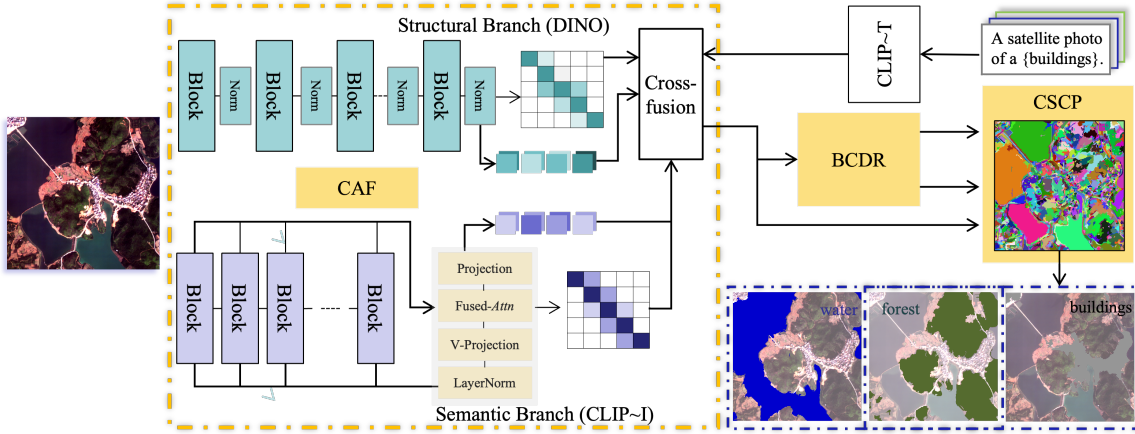 Structural Branch (DINO)
Block
Norm
Block
Norm
Block
Norm
Block
Norm
Cross-
fusion
CLIP~T
A satellite photo
of a {buildings}.
CAF
BCDR
CSCP
Block
Block
Block
Block
Projection
Fused-Attn
V-Projection
LayerNorm
Semantic Branch (CLIP~I)
water
forest
buildings